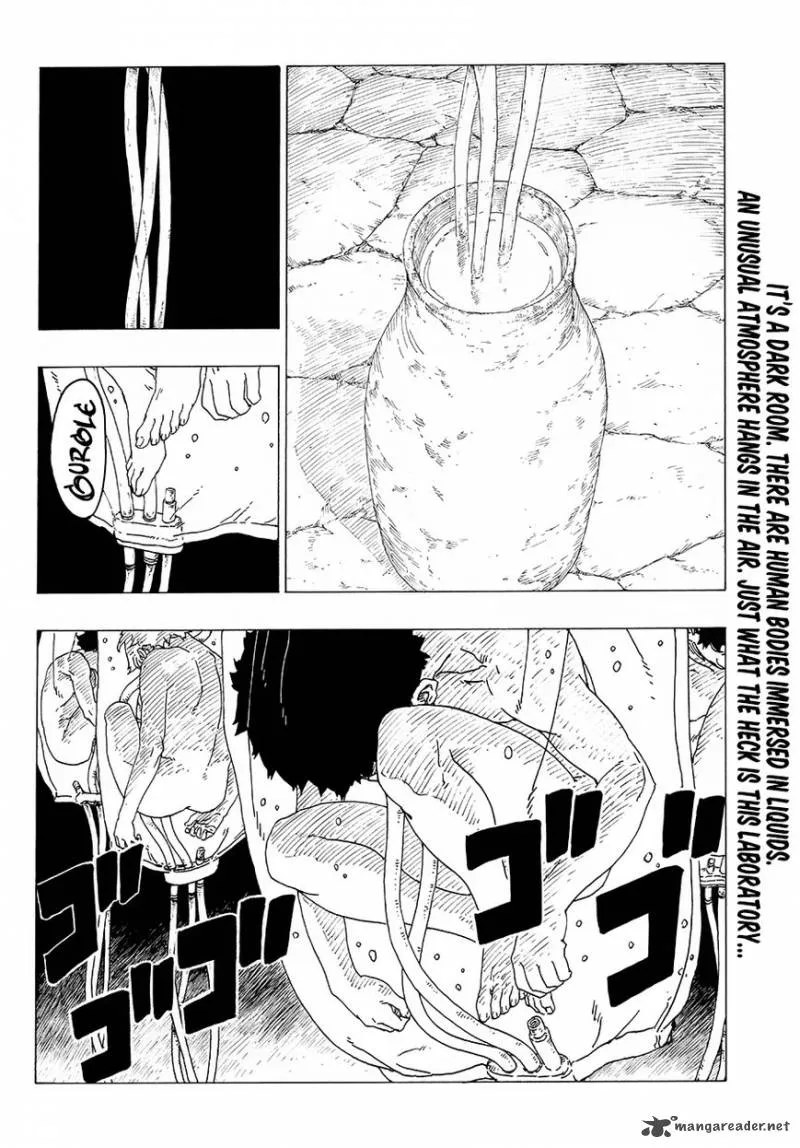 IT'S A DARK ROOM. THERE ARE HUMAN BODIES IMMERSED IN LIQUIDS.
AN UNUSUAL ATMOSPHERE HANGS IN THE AIR. JUST WHAT THE HECK IS THIS LABORATORY...
GURGLE
ゴ
ゴ
ゴ
ゴ
ゴ
ゴ
mangareader.net